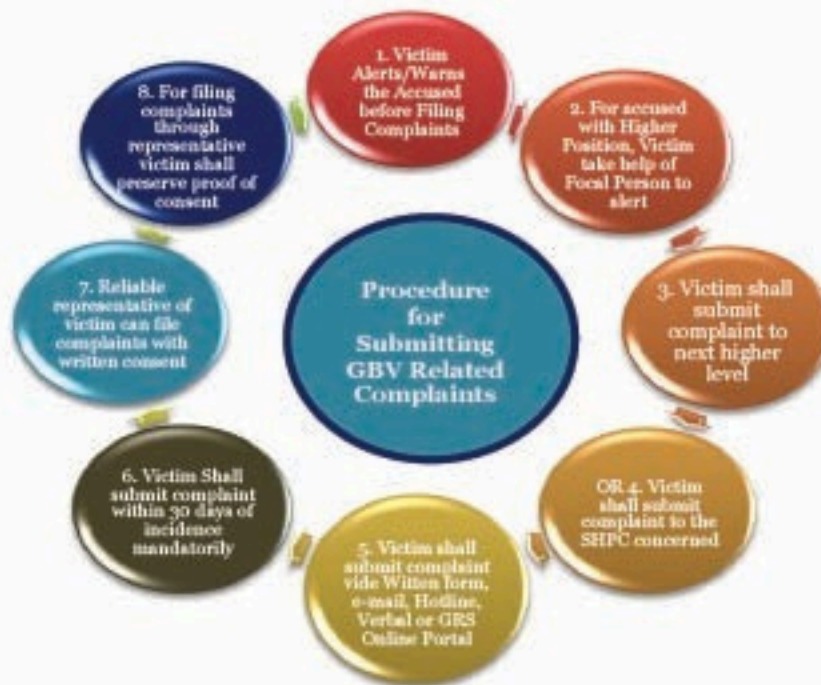 1. Victim
Alerts/Warns
the Accused
before Filing
Complaints
2. For accused
with Higher
Position, Victim
take help of
Focal Person to
alert
3. Victim shall
submit
complaint to
next higher
level
OR 4. Victim
shall submit
complaint to the
SHPC concerned
5. Victim shall
submit complaint
vide Witten form,
e-mail, Hotline,
Verbal or GRS
Online Portal
6. Victim Shall
submit complaint
within 30 days of
incidence
mandatorily
7. Reliable
representative of
victim can file
complaints with
written consent
8. For filing
complaints
through
representative
victim shall
preserve proof of
consent
Procedure
for
Submitting
GBV Related
Complaints